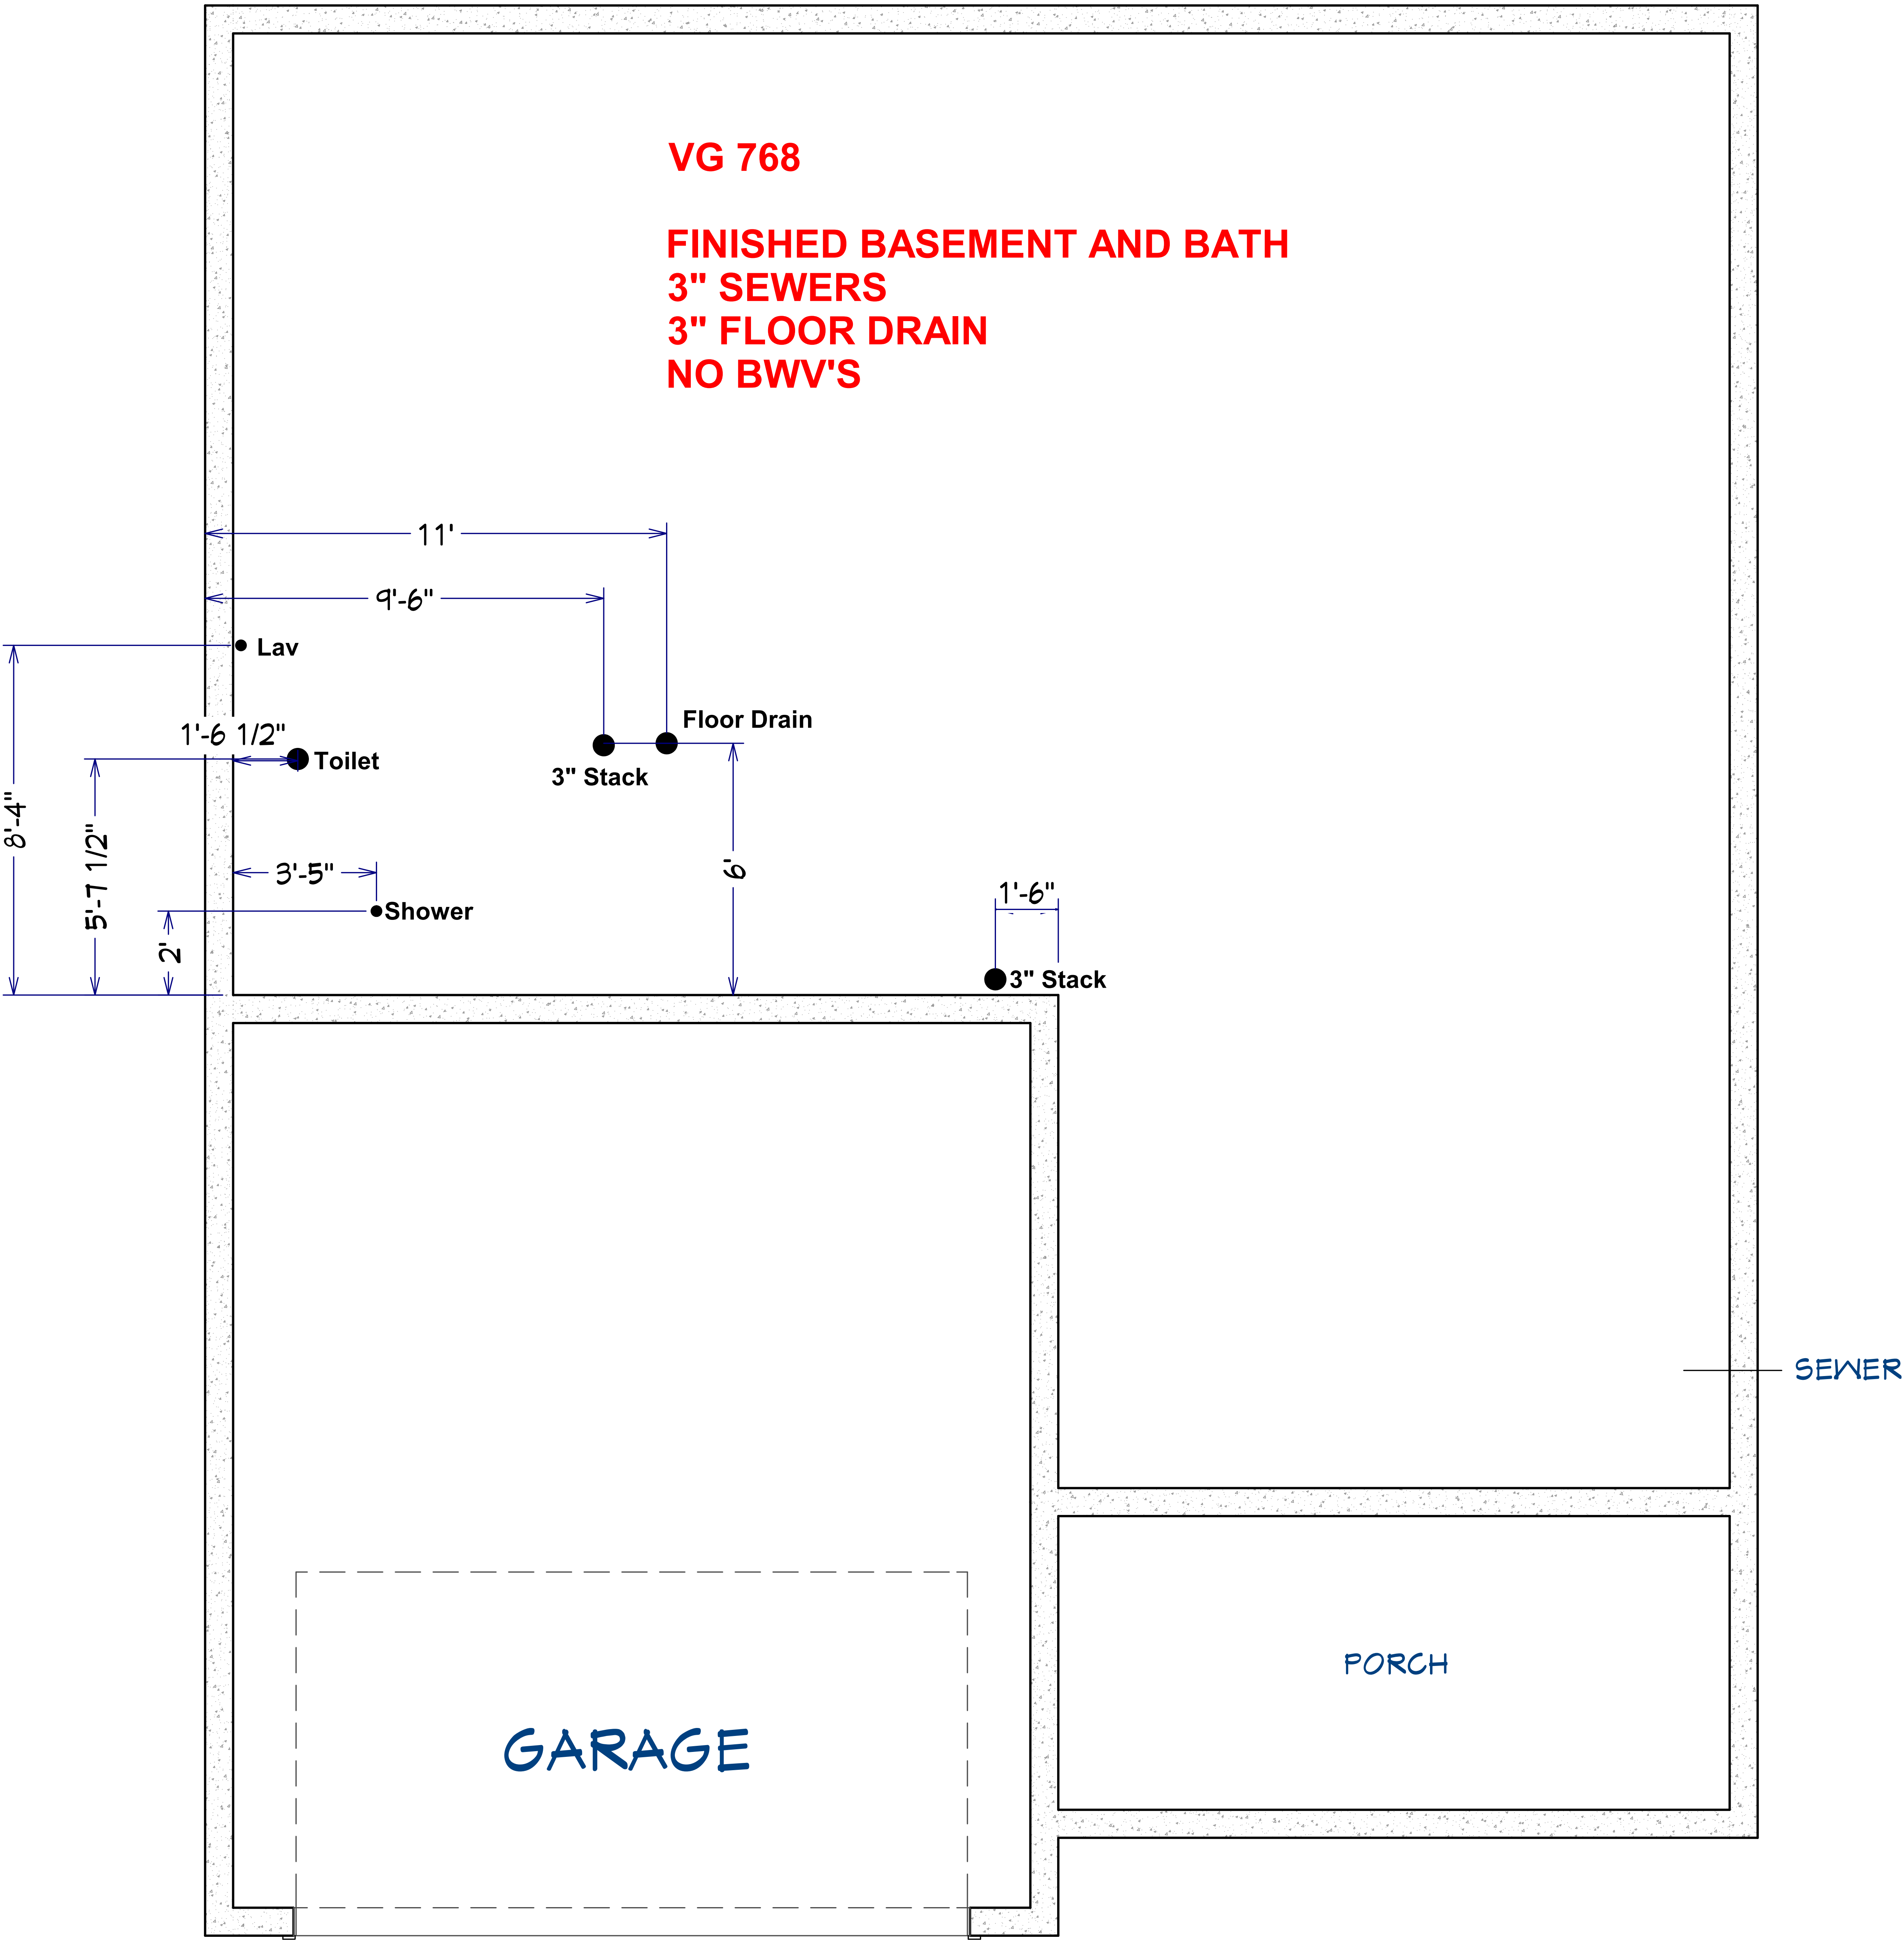 VG 768
FINISHED BASEMENT AND BATH
3" SEWERS
3" FLOOR DRAIN
NO BWV'S
11'
9'-6"
Lav
Floor Drain
1'-6 1/2"
Toilet
3" Stack
8'-4"
5'-7 1/2"
3'-5"
6'
1'-6"
Shower
2'
3" Stack
SEWER
PORCH
GARAGE